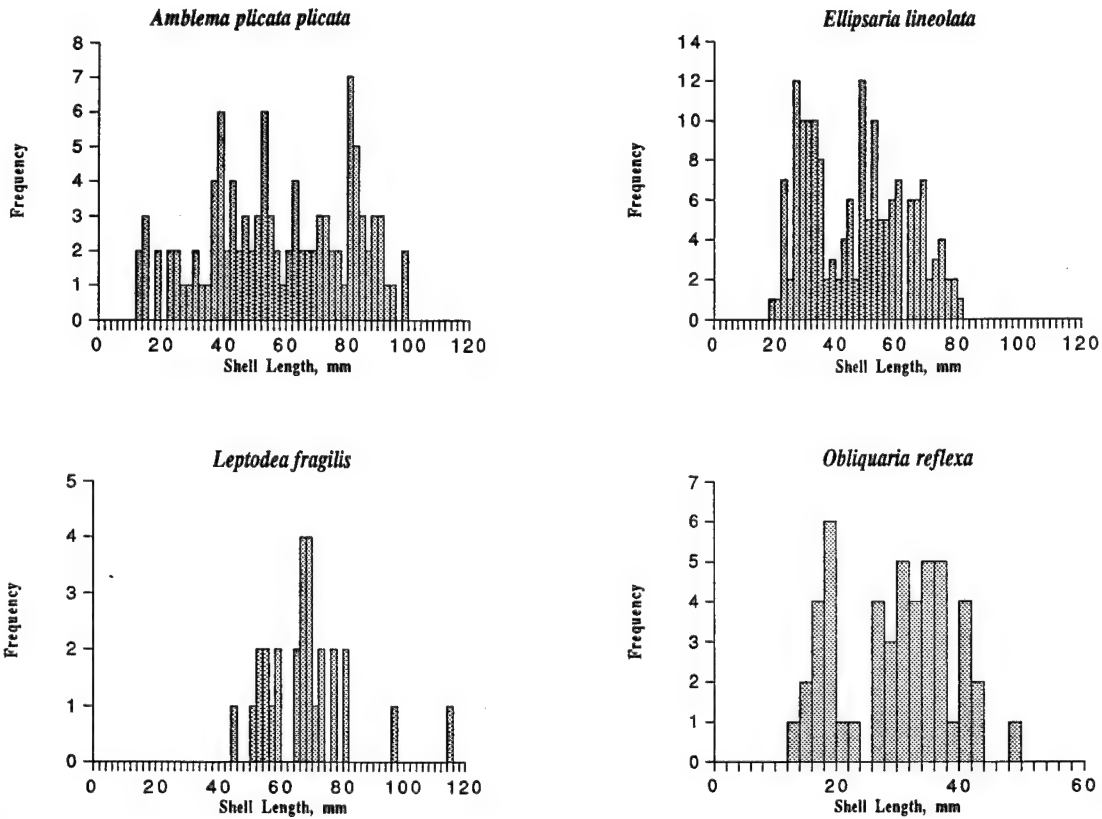 Amblema plicata plicata
Frequency
8
7
6
5
4
3
2
1
0
0 20 40 60 80 100 120
Shell Length, mm
Ellipsaria lineolata
Frequency
14
12
10
8
6
4
2
0
0 20 40 60 80 100 120
Shell Length, mm
Leptodea fragilis
Frequency
5
4
3
2
1
0
0 20 40 60 80 100 120
Shell Length, mm
Obliquaria reflexa
Frequency
7
6
5
4
3
2
1
0
0 20 40 60
Shell Length, mm